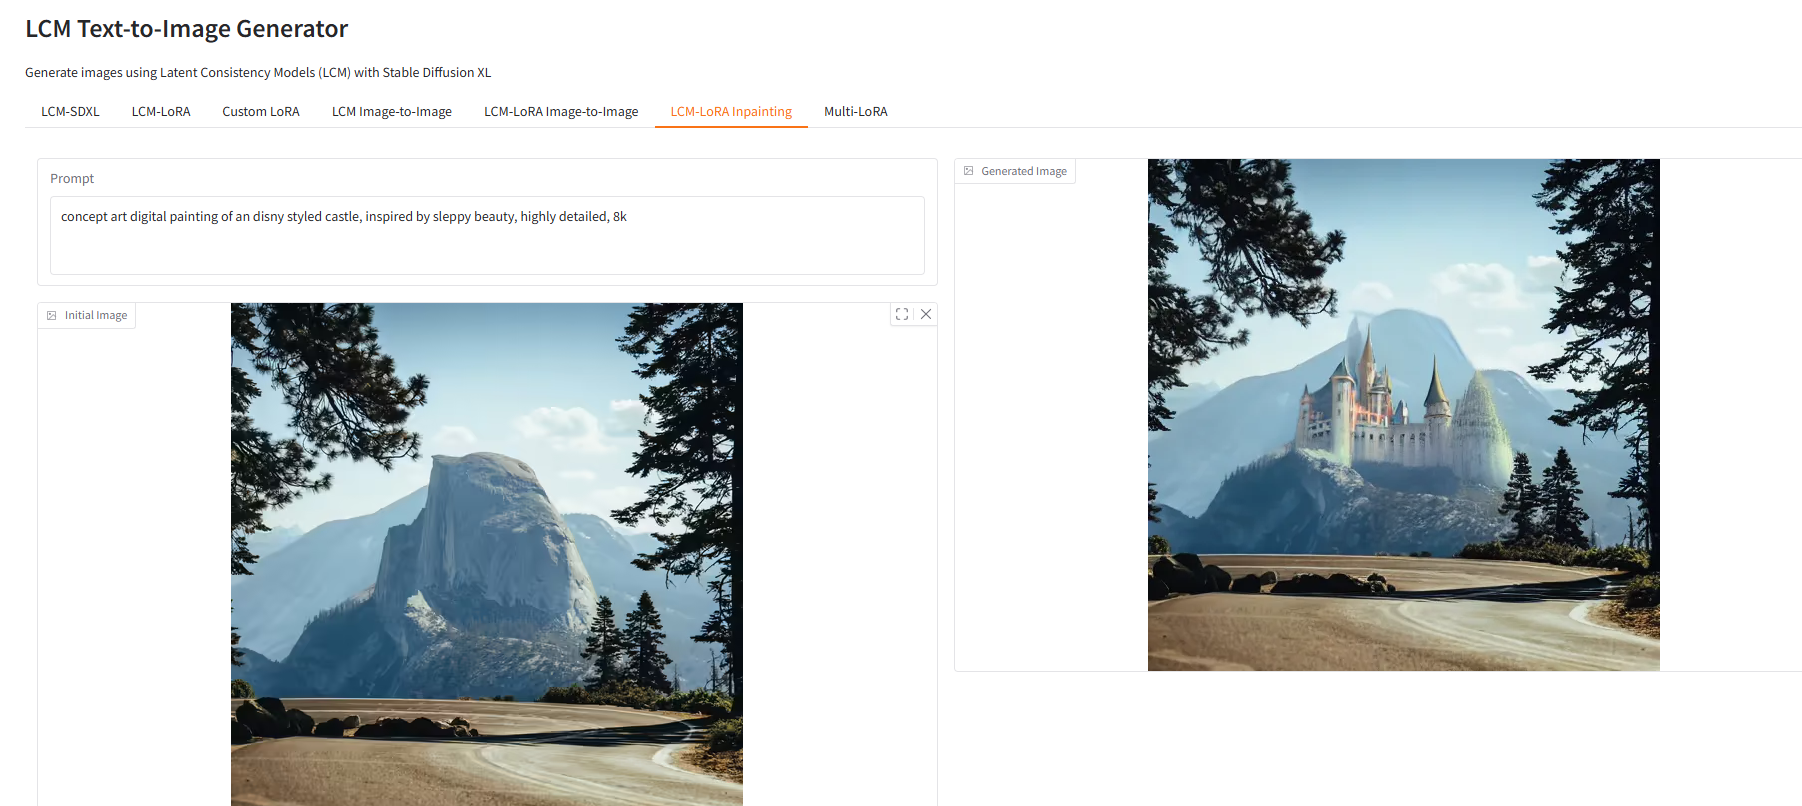 LCM Text-to-Image Generator
Generate images using Latent Consistency Models (LCM) with Stable Diffusion XL
LCM-SDXL LCM-LoRA Custom LoRA LCM Image-to-Image LCM-LoRA Image-to-Image LCM-LoRA Inpainting Multi-LoRA
Prompt
concept art digital painting of an disny styled castle, inspired by sleppy beauty, highly detailed, 8k
Initial Image
Generated Image